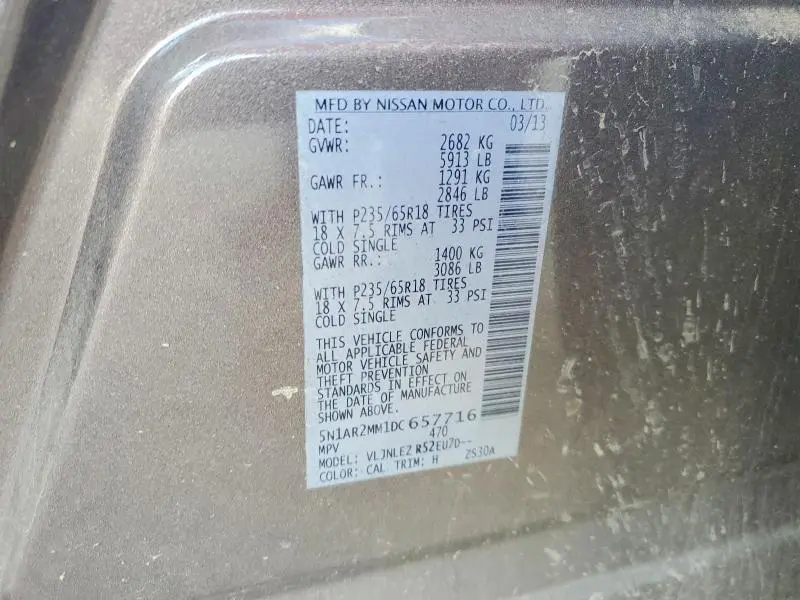 MFD BY NISSAN MOTOR CO., LTD.
DATE: 03/13
GVWR: 2682 KG
5913 LB
GAWR FR.: 1291 KG
2846 LB
WITH P235/65R18 TIRES
18 X 7.5 RIMS AT 33 PSI
COLD SINGLE
GAWR RR.: 1400 KG
3086 LB
WITH P235/65R18 TIRES
18 X 7.5 RIMS AT 33 PSI
COLD SINGLE
THIS VEHICLE CONFORMS TO
ALL APPLICABLE FEDERAL
MOTOR VEHICLE SAFETY AND
THEFT PREVENTION
STANDARDS IN EFFECT ON
THE DATE OF MANUFACTURE
SHOWN ABOVE.
5N1AR2MM1DC657716
MPV 470
MODEL: VLJNLEZ R52EU7D--
COLOR: CAL TRIM: H ZS30A